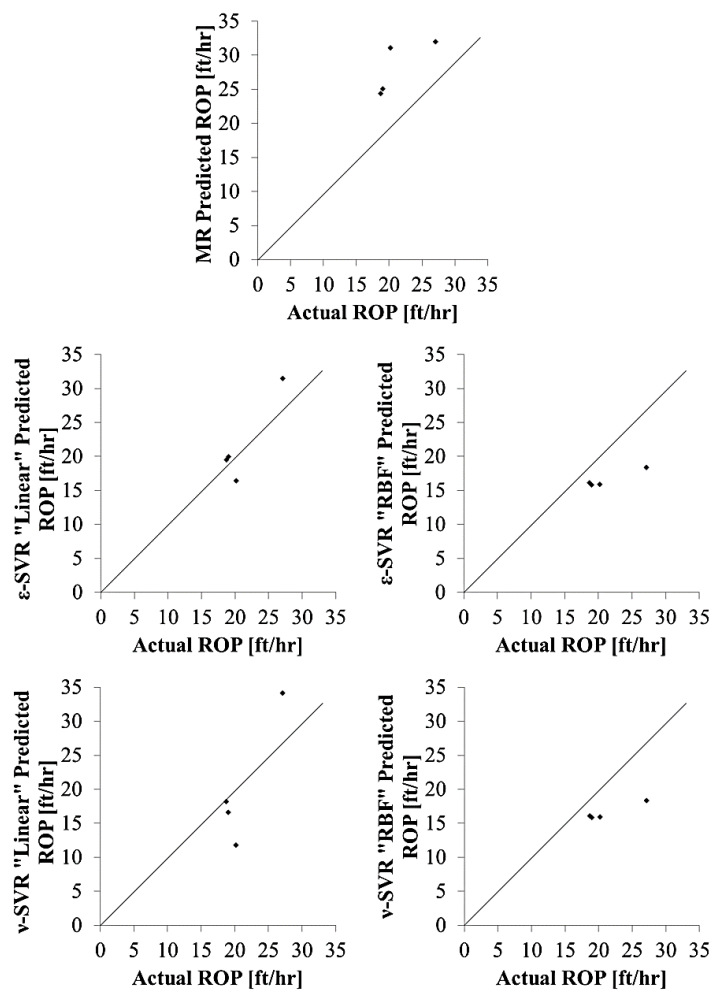 MR Predicted ROP [ft/hr]
35
30
25
20
15
10
5
0
0 5 10 15 20 25 30 35
Actual ROP [ft/hr]
ε-SVR "Linear" Predicted
ROP [ft/hr]
35
30
25
20
15
10
5
0
0 5 10 15 20 25 30 35
Actual ROP [ft/hr]
ε-SVR "RBF" Predicted
ROP [ft/hr]
35
30
25
20
15
10
5
0
0 5 10 15 20 25 30 35
Actual ROP [ft/hr]
ν-SVR "Linear" Predicted
ROP [ft/hr]
35
30
25
20
15
10
5
0
0 5 10 15 20 25 30 35
Actual ROP [ft/hr]
ν-SVR "RBF" Predicted
ROP [ft/hr]
35
30
25
20
15
10
5
0
0 5 10 15 20 25 30 35
Actual ROP [ft/hr]